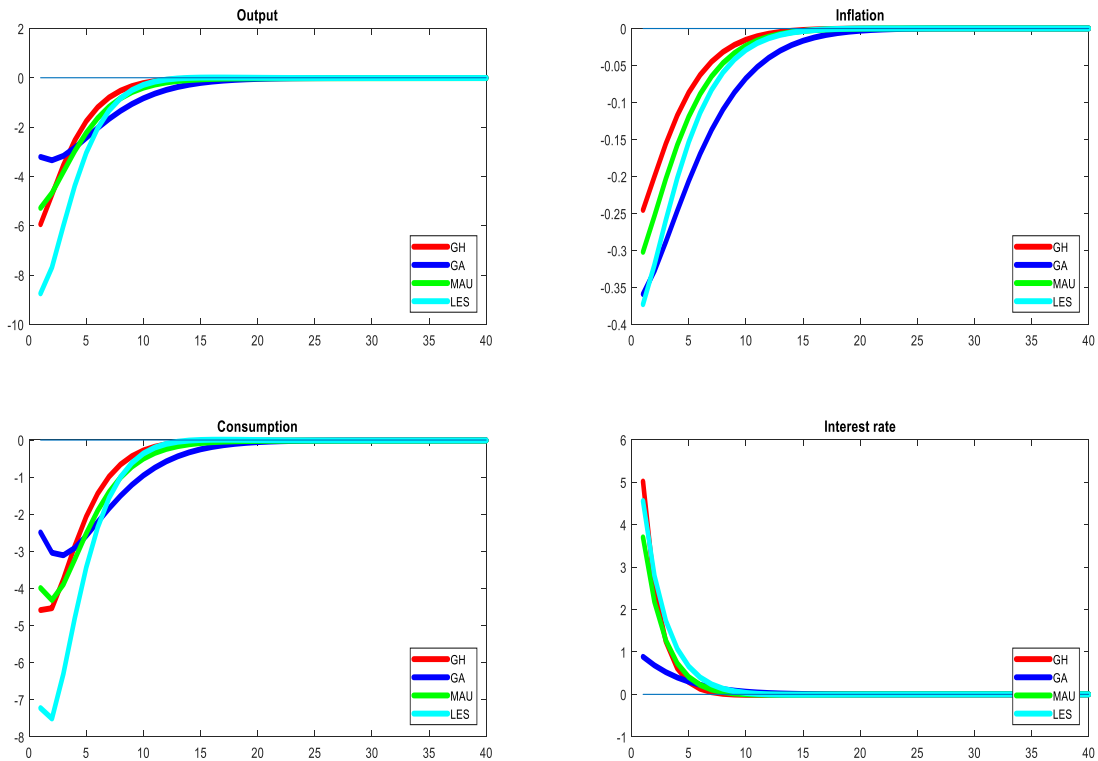 Output
2
0
-2
-4
-6
-8
-10
0 5 10 15 20 25 30 35 40
GH
GA
MAU
LES
Inflation
0
-0.05
-0.1
-0.15
-0.2
-0.25
-0.3
-0.35
-0.4
0 5 10 15 20 25 30 35 40
GH
GA
MAU
LES
Consumption
0
-1
-2
-3
-4
-5
-6
-7
-8
0 5 10 15 20 25 30 35 40
GH
GA
MAU
LES
Interest rate
6
5
4
3
2
1
0
-1
0 5 10 15 20 25 30 35 40
GH
GA
MAU
LES